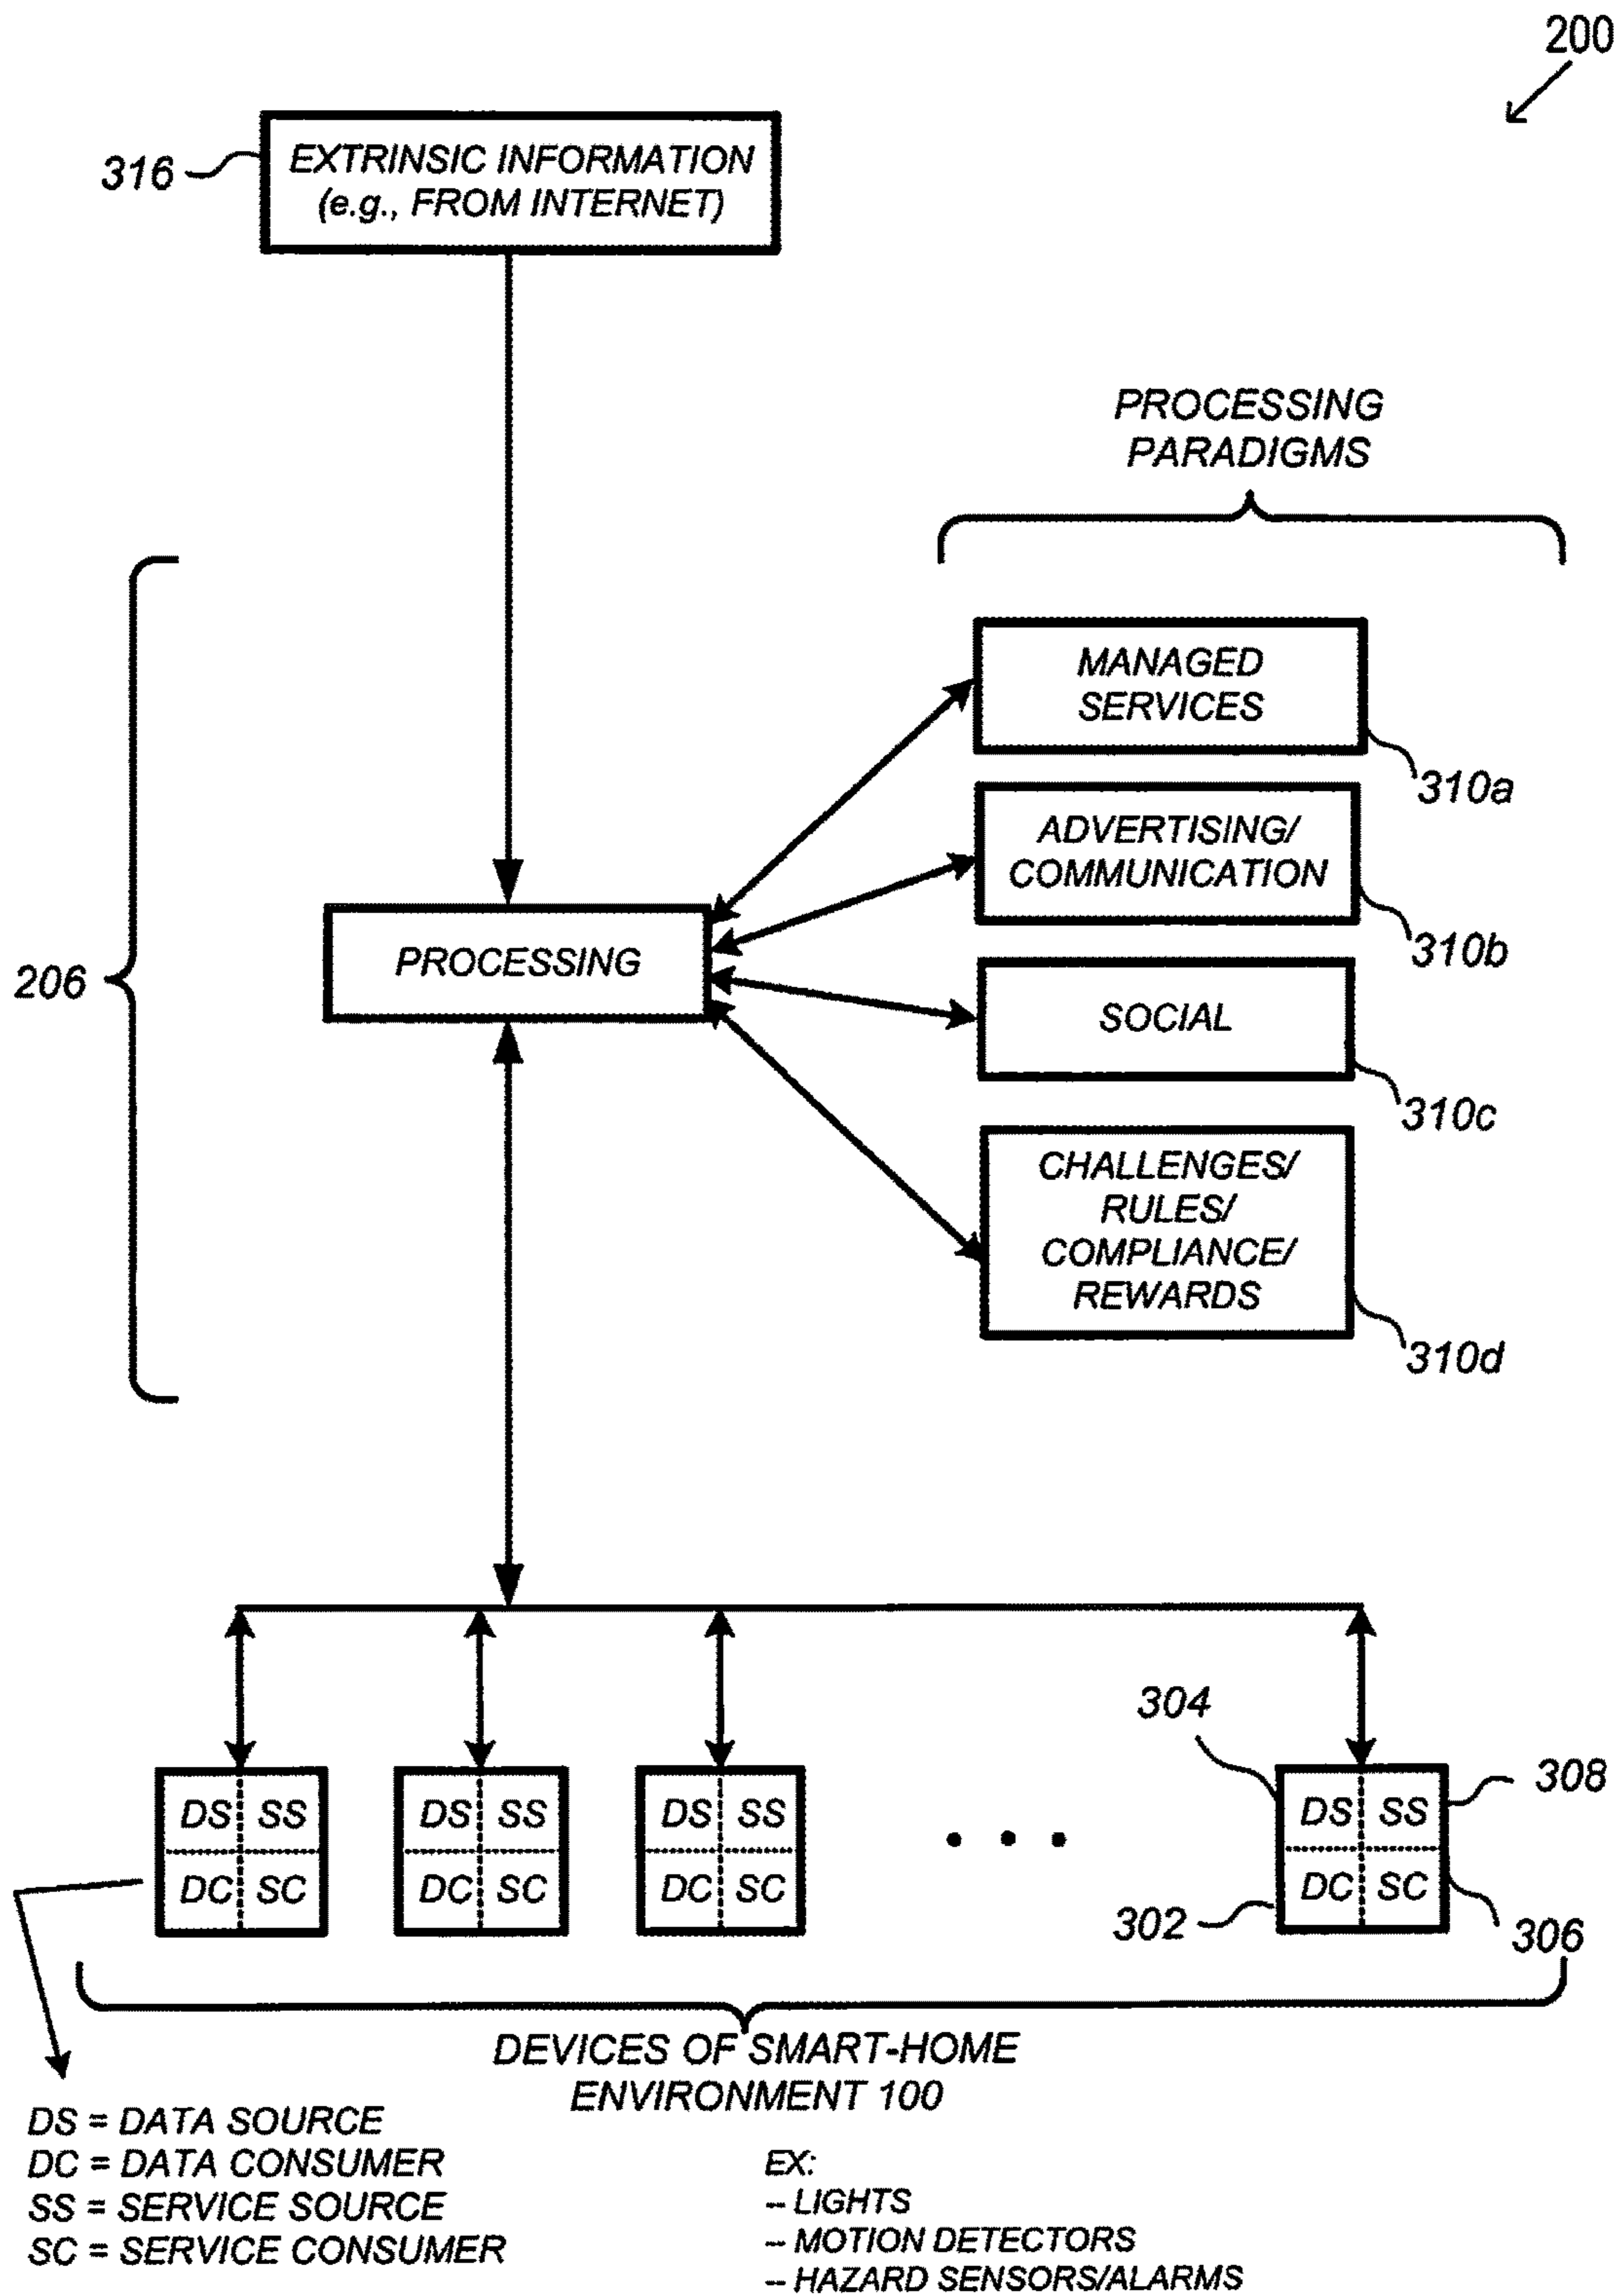 200
316
EXTRINSIC INFORMATION
(e.g., FROM INTERNET)
PROCESSING
PARADIGMS
MANAGED
SERVICES
310a
ADVERTISING/
COMMUNICATION
310b
206
PROCESSING
SOCIAL
310c
CHALLENGES/
RULES/
COMPLIANCE/
REWARDS
310d
304
308
DS SS
DC SC
DS SS
DC SC
DS SS
DC SC
• • •
DS SS
DC SC
302
306
DEVICES OF SMART-HOME
ENVIRONMENT 100
DS = DATA SOURCE
DC = DATA CONSUMER
SS = SERVICE SOURCE
SC = SERVICE CONSUMER
EX:
-- LIGHTS
-- MOTION DETECTORS
-- HAZARD SENSORS/ALARMS